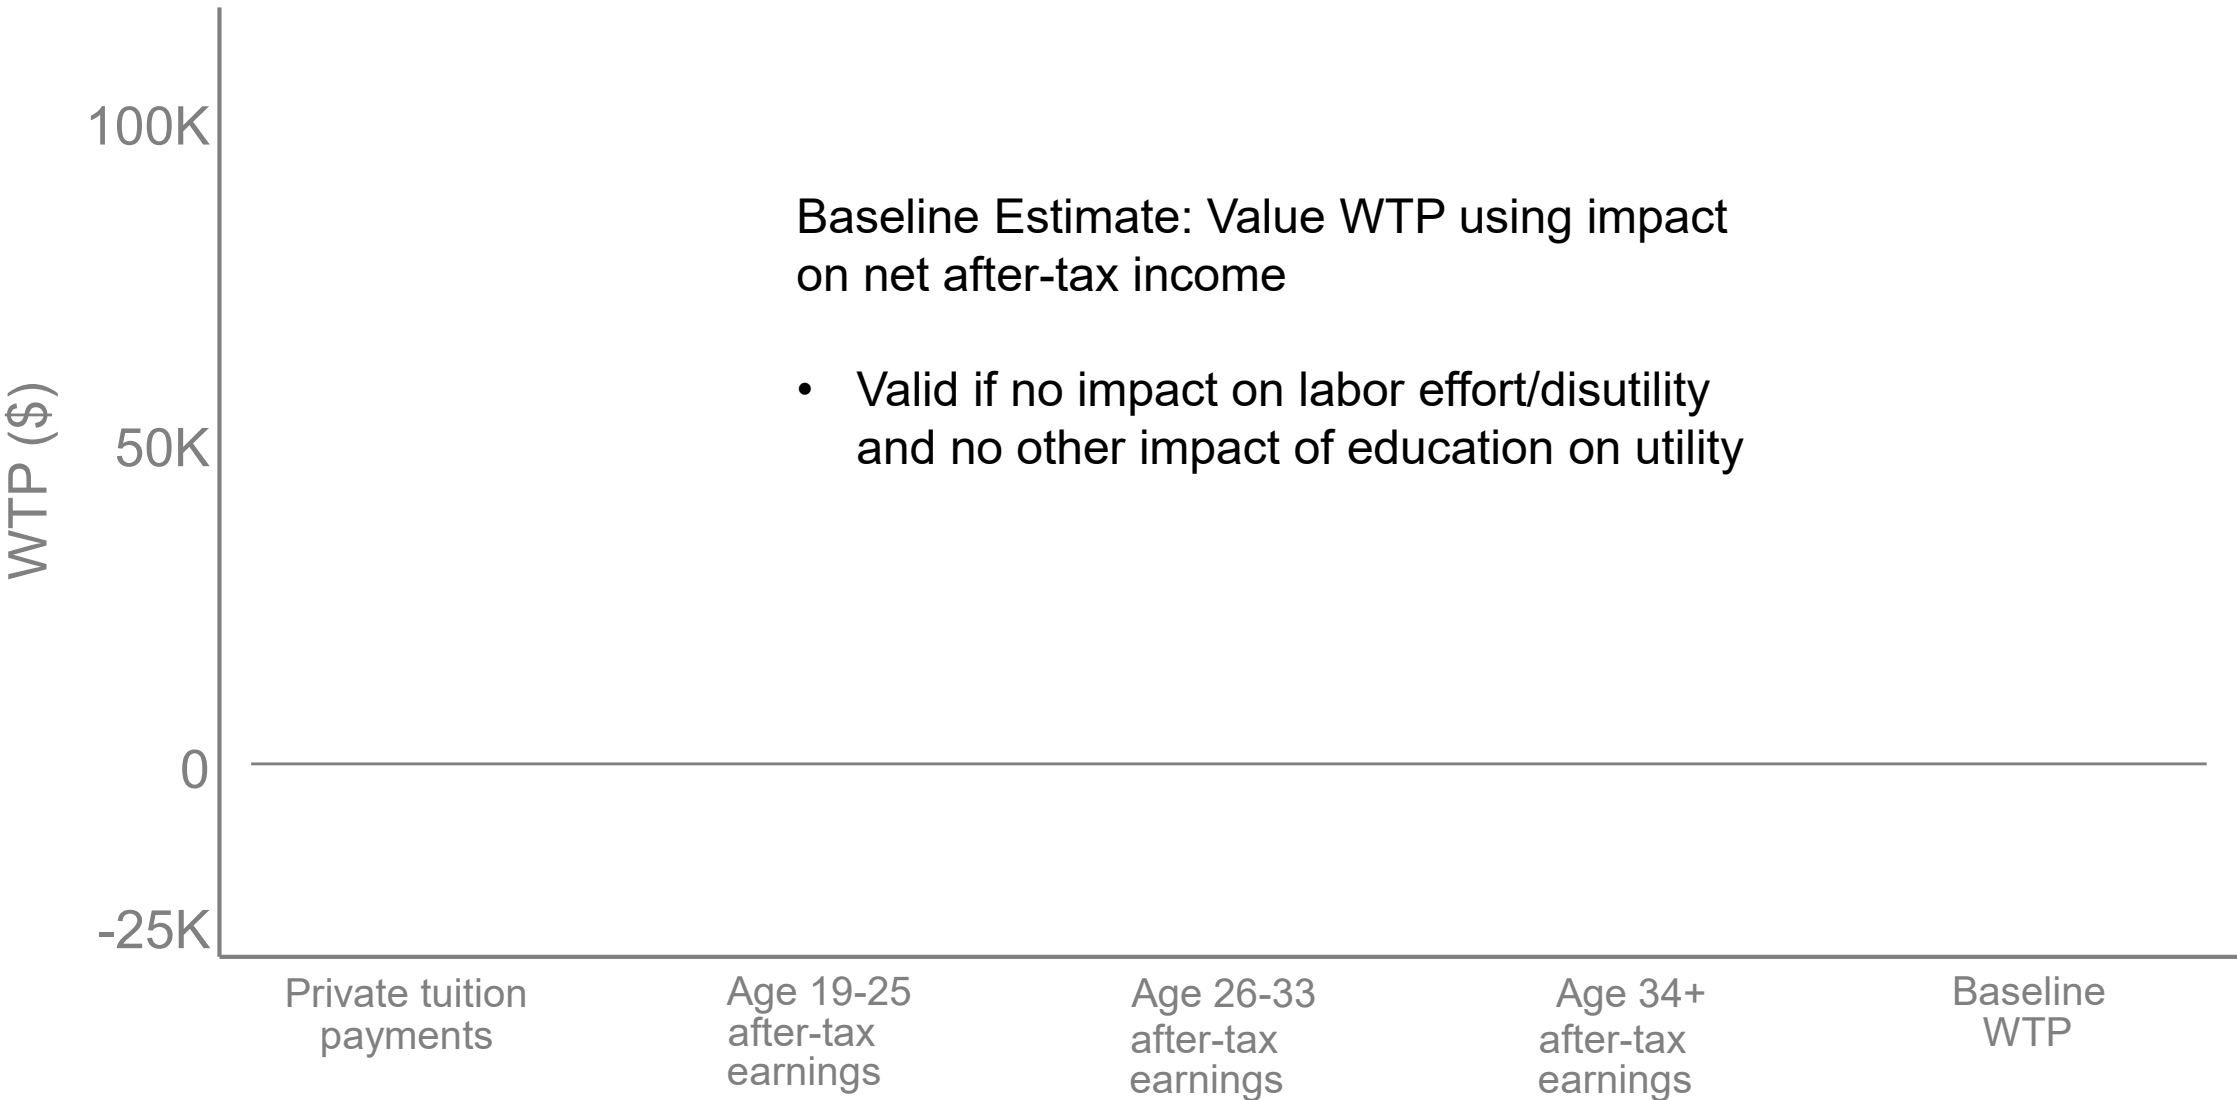 100K
Baseline Estimate: Value WTP using impact
on net after-tax income
• Valid if no impact on labor effort/disutility
and no other impact of education on utility
WTP ($)
50K
0
-25K
Private tuition
payments
Age 19-25
after-tax
earnings
Age 26-33
after-tax
earnings
Age 34+
after-tax
earnings
Baseline
WTP